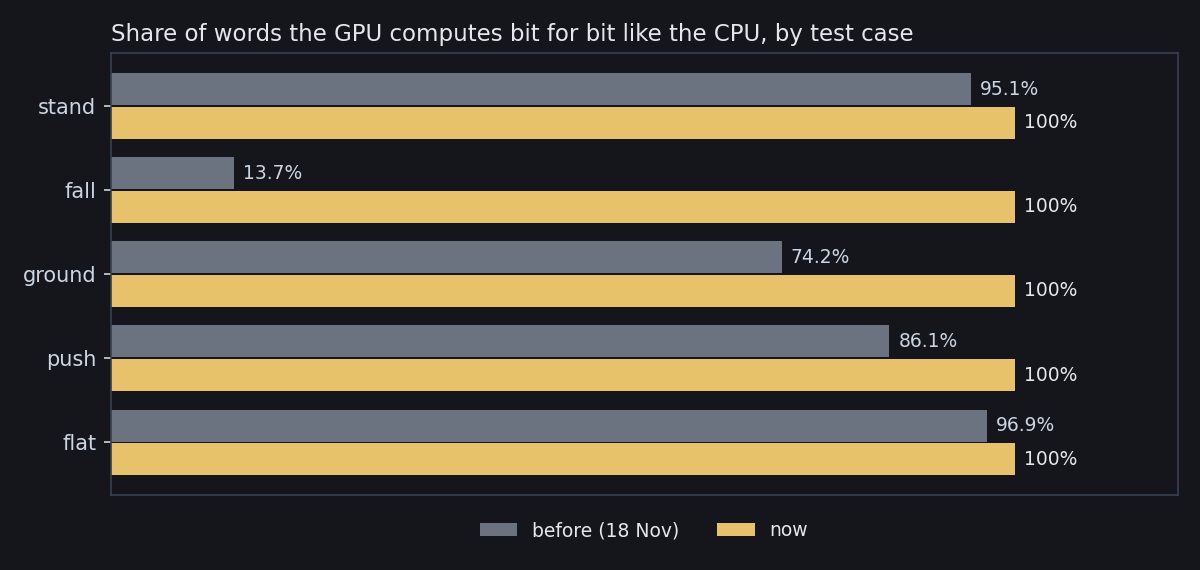 Share of words the GPU computes bit for bit like the CPU, by test case
stand
95.1%
100%
fall
13.7%
100%
ground
74.2%
100%
push
86.1%
100%
flat
96.9%
100%
before (18 Nov)
now